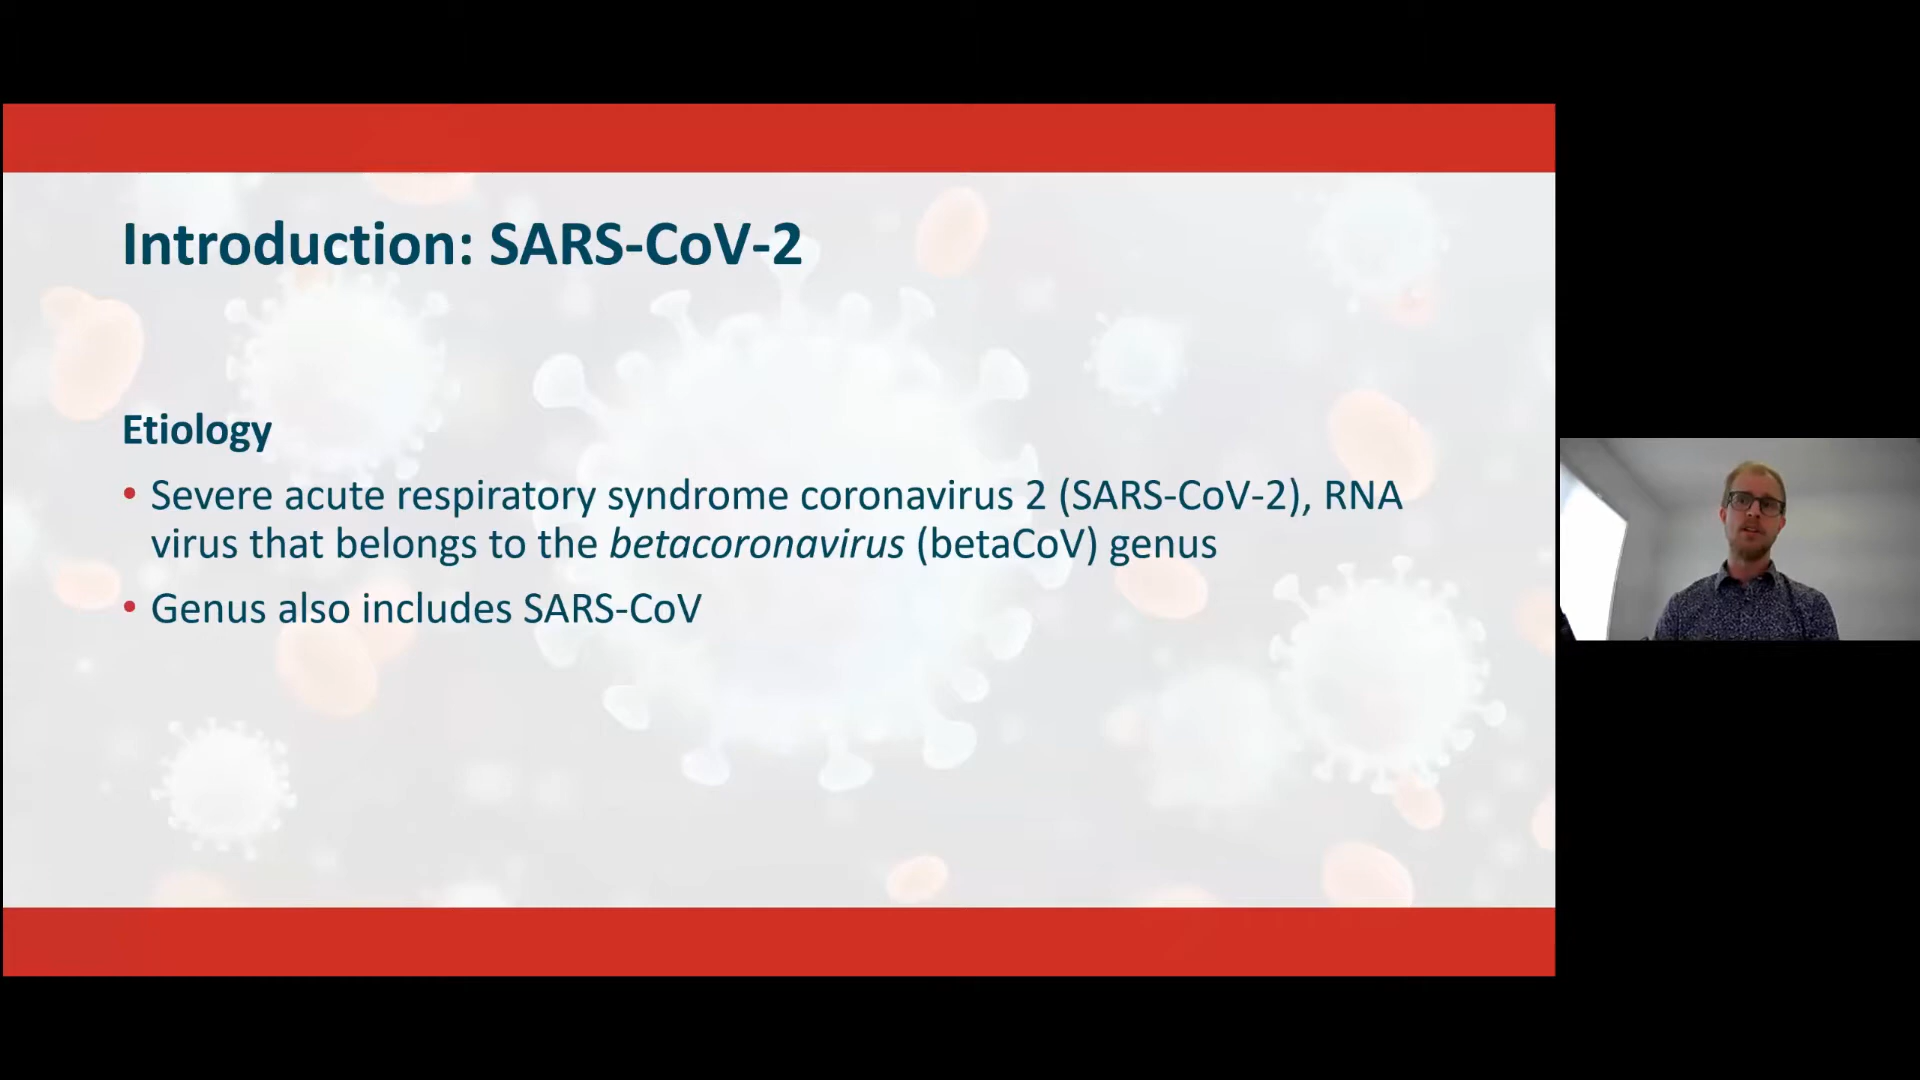 Introduction: SARS-CoV-2
Etiology
• Severe acute respiratory syndrome coronavirus 2 (SARS-CoV-2), RNA
virus that belongs to the betacoronavirus (betaCoV) genus
• Genus also includes SARS-CoV